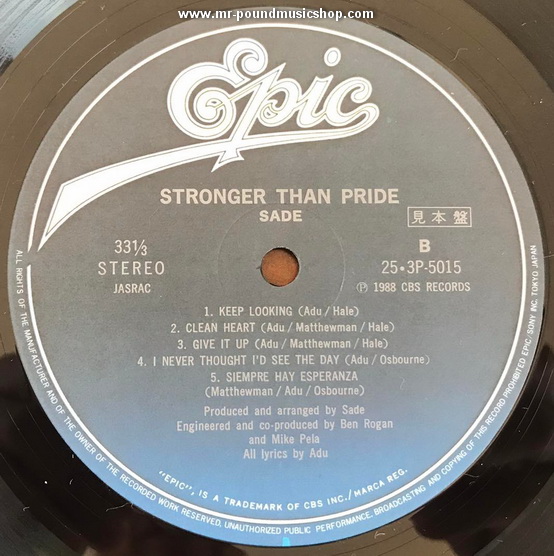 www.mr-poundmusicshop.com
Epic
STRONGER THAN PRIDE
SADE
見本盤
33⅓
STEREO
JASRAC
B
25•3P-5015
Ⓟ 1988 CBS RECORDS
1. KEEP LOOKING (Adu / Hale)
2. CLEAN HEART (Adu / Matthewman / Hale)
3. GIVE IT UP (Adu / Matthewman / Hale)
4. I NEVER THOUGHT I'D SEE THE DAY (Adu / Osbourne)
5. SIEMPRE HAY ESPERANZA
(Matthewman / Adu / Osbourne)
Produced and arranged by Sade
Engineered and co-produced by Ben Rogan
and Mike Pela
All lyrics by Adu
"EPIC", IS A TRADEMARK OF CBS INC./MARCA REG.
ALL RIGHTS OF THE MANUFACTURER AND OF THE OWNER OF THE RECORDED WORK RESERVED, UNAUTHORIZED PUBLIC PERFORMANCE, BROADCASTING AND COPYING OF THIS RECORD PROHIBITED EPIC/SONY INC. TOKYO JAPAN